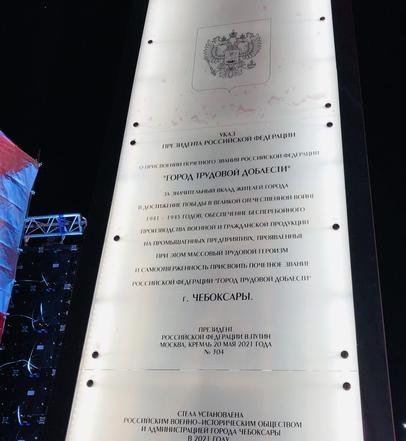 УКАЗ
ПРЕЗИДЕНТА РОССИЙСКОЙ ФЕДЕРАЦИИ
О ПРИСВОЕНИИ ПОЧЕТНОГО ЗВАНИЯ РОССИЙСКОЙ ФЕДЕРАЦИИ
"ГОРОД ТРУДОВОЙ ДОБЛЕСТИ"
ЗА ЗНАЧИТЕЛЬНЫЙ ВКЛАД ЖИТЕЛЕЙ ГОРОДА
В ДОСТИЖЕНИЕ ПОБЕДЫ В ВЕЛИКОЙ ОТЕЧЕСТВЕННОЙ ВОЙНЕ
1941 - 1945 ГОДОВ, ОБЕСПЕЧЕНИЕ БЕСПЕРЕБОЙНОГО
ПРОИЗВОДСТВА ВОЕННОЙ И ГРАЖДАНСКОЙ ПРОДУКЦИИ
НА ПРОМЫШЛЕННЫХ ПРЕДПРИЯТИЯХ, ПРОЯВЛЕННЫЕ
ПРИ ЭТОМ МАССОВЫЙ ТРУДОВОЙ ГЕРОИЗМ
И САМООТВЕРЖЕННОСТЬ ПРИСВОИТЬ ПОЧЕТНОЕ ЗВАНИЕ
РОССИЙСКОЙ ФЕДЕРАЦИИ "ГОРОД ТРУДОВОЙ ДОБЛЕСТИ"
г. ЧЕБОКСАРЫ.
ПРЕЗИДЕНТ
РОССИЙСКОЙ ФЕДЕРАЦИИ В.ПУТИН
МОСКВА, КРЕМЛЬ 20 МАЯ 2021 ГОДА
№ 304
СТЕЛА УСТАНОВЛЕНА
РОССИЙСКИМ ВОЕННО-ИСТОРИЧЕСКИМ ОБЩЕСТВОМ
И АДМИНИСТРАЦИЕЙ ГОРОДА ЧЕБОКСАРЫ
В 2021 ГОДУ